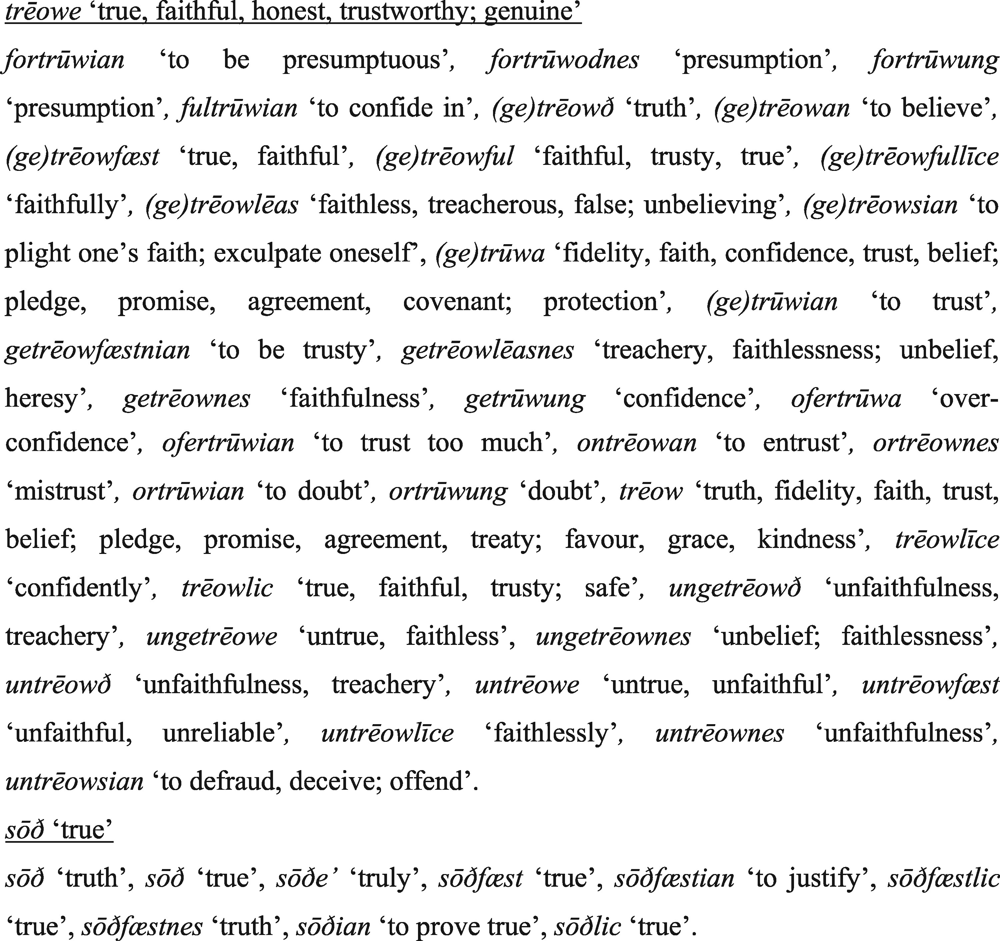 trēowe ‘true, faithful, honest, trustworthy; genuine’
fortrūwian ‘to be presumptuous’, fortrūwodnes ‘presumption’, fortrūwung
‘presumption’, fultrūwian ‘to confide in’, (ge)trēowð ‘truth’, (ge)trēowan ‘to believe’,
(ge)trēowfæst ‘true, faithful’, (ge)trēowful ‘faithful, trusty, true’, (ge)trēowfullīce
‘faithfully’, (ge)trēowlēas ‘faithless, treacherous, false; unbelieving’, (ge)trēowsian ‘to
plight one’s faith; exculpate oneself’, (ge)trūwa ‘fidelity, faith, confidence, trust, belief;
pledge, promise, agreement, covenant; protection’, (ge)trūwian ‘to trust’,
getrēowfæstnian ‘to be trusty’, getrēowlēasnes ‘treachery, faithlessness; unbelief,
heresy’, getrēownes ‘faithfulness’, getrūwung ‘confidence’, ofertrūwa ‘over-
confidence’, ofertrūwian ‘to trust too much’, ontrēowan ‘to entrust’, ortrēownes
‘mistrust’, ortrūwian ‘to doubt’, ortrūwung ‘doubt’, trēow ‘truth, fidelity, faith, trust,
belief; pledge, promise, agreement, treaty; favour, grace, kindness’, trēowlīce
‘confidently’, trēowlic ‘true, faithful, trusty; safe’, ungetrēowð ‘unfaithfulness,
treachery’, ungetrēowe ‘untrue, faithless’, ungetrēownes ‘unbelief; faithlessness’,
untrēowð ‘unfaithfulness, treachery’, untrēowe ‘untrue, unfaithful’, untrēowfæst
‘unfaithful, unreliable’, untrēowlīce ‘faithlessly’, untrēownes ‘unfaithfulness’,
untrēowsian ‘to defraud, deceive; offend’.
sōð ‘true’
sōð ‘truth’, sōð ‘true’, sōðe’ ‘truly’, sōðfæst ‘true’, sōðfæstian ‘to justify’, sōðfæstlic
‘true’, sōðfæstnes ‘truth’, sōðian ‘to prove true’, sōðlic ‘true’.